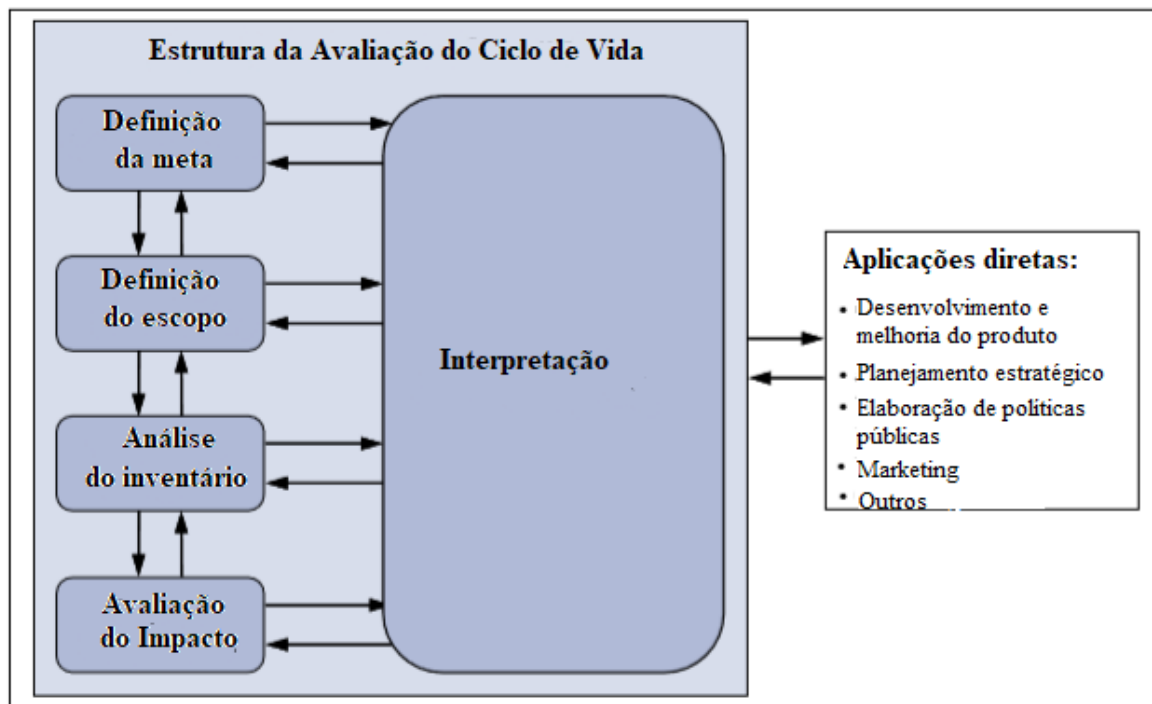 Estrutura da Avaliação do Ciclo de Vida
Definição
da meta
Definição
do escopo
Análise
do inventário
Avaliação
do Impacto
Interpretação
Aplicações diretas:
• Desenvolvimento e
melhoria do produto
• Planejamento estratégico
• Elaboração de políticas
públicas
• Marketing
• Outros